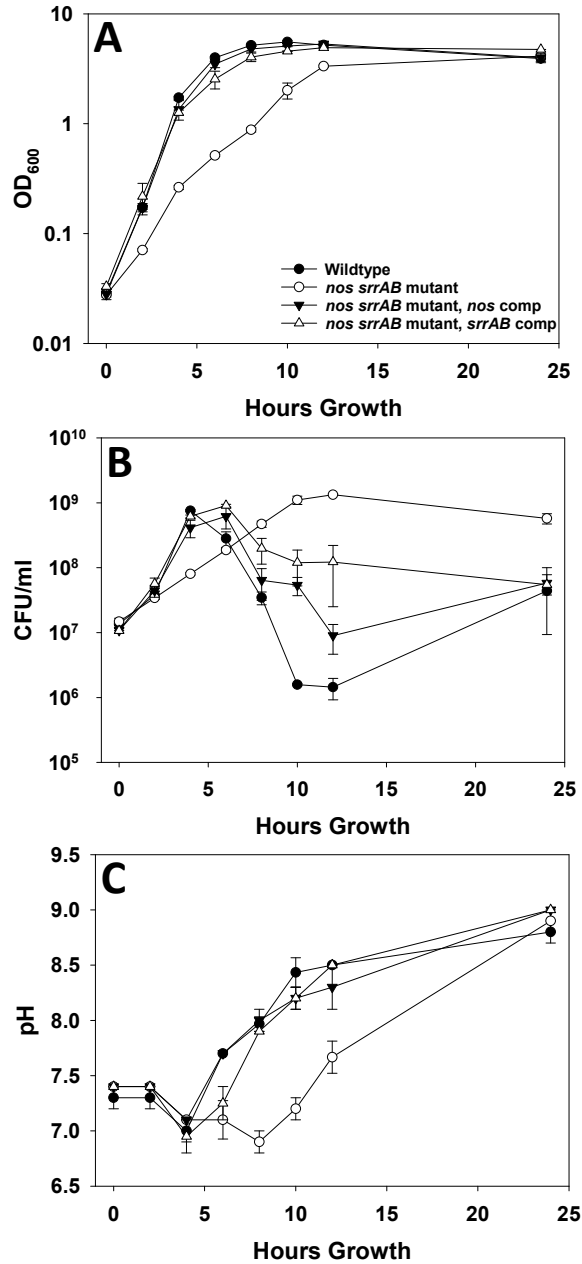 A
10
1
0.1
0.01
OD600
Wildtype
nos srrAB mutant
nos srrAB mutant, nos comp
nos srrAB mutant, srrAB comp
0 5 10 15 20 25
Hours Growth
B
10^10
10^9
10^8
10^7
10^6
10^5
CFU/ml
0 5 10 15 20 25
Hours Growth
C
9.5
9.0
8.5
8.0
7.5
7.0
6.5
pH
0 5 10 15 20 25
Hours Growth